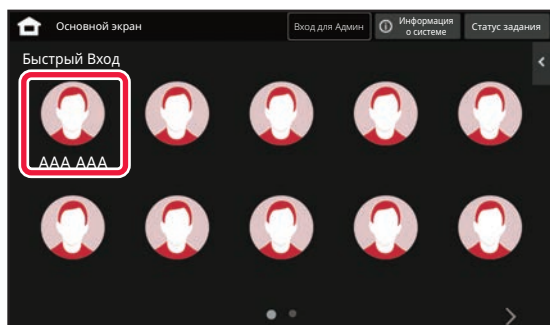 Основной экран
Вход для Админ
Информация
о системе
Статус задания
Быстрый Вход
AAA AAA